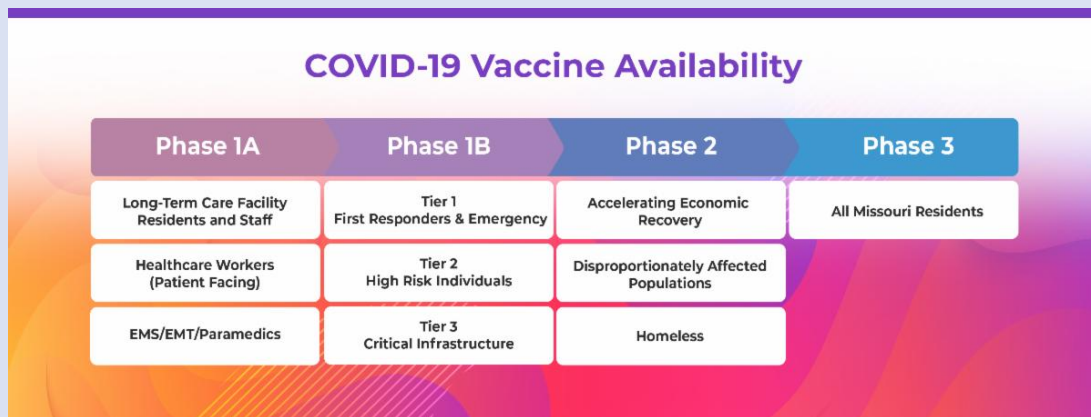 COVID-19 Vaccine Availability
Phase 1A
Phase 1B
Phase 2
Phase 3
Long-Term Care Facility
Residents and Staff
Tier 1
First Responders & Emergency
Accelerating Economic
Recovery
All Missouri Residents
Healthcare Workers
(Patient Facing)
Tier 2
High Risk Individuals
Disproportionately Affected
Populations
EMS/EMT/Paramedics
Tier 3
Critical Infrastructure
Homeless